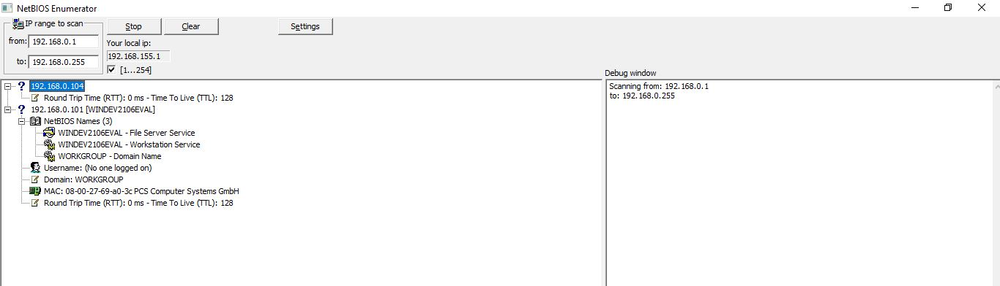 NetBIOS Enumerator
IP range to scan
from: 192.168.0.1
to: 192.168.0.255
Stop
Clear
Settings
Your local ip:
192.168.155.1
[1...254]
Debug window
192.168.0.104
Round Trip Time (RTT): 0 ms - Time To Live (TTL): 128
192.168.0.101 [WINDEV2106EVAL]
NetBIOS Names (3)
WINDEV2106EVAL - File Server Service
WINDEV2106EVAL - Workstation Service
WORKGROUP - Domain Name
Username: (No one logged on)
Domain: WORKGROUP
MAC: 08-00-27-69-a0-3c PCS Computer Systems GmbH
Round Trip Time (RTT): 0 ms - Time To Live (TTL): 128
Scanning from: 192.168.0.1
to: 192.168.0.255